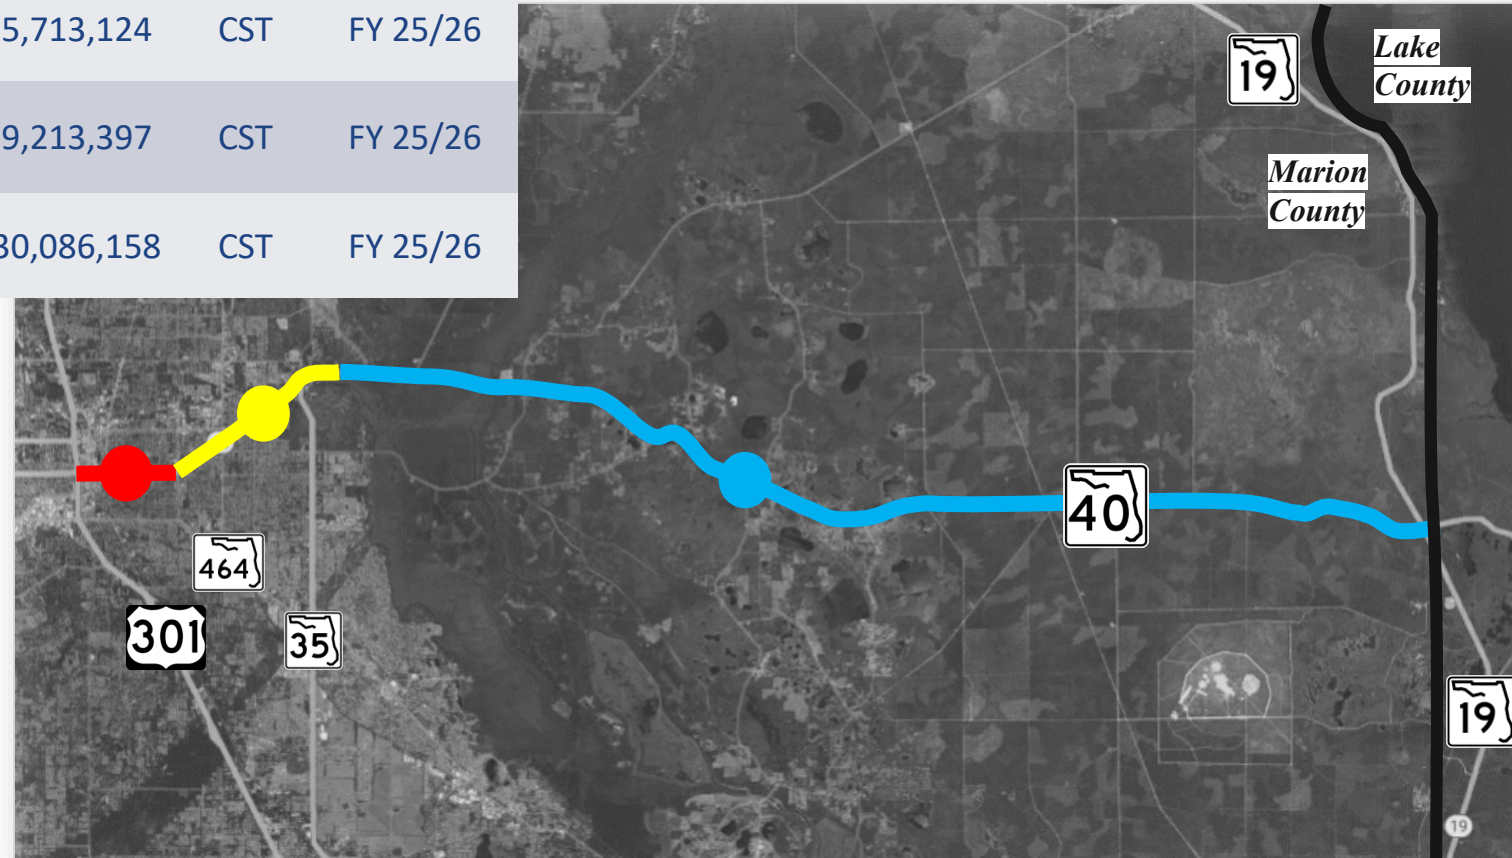 5,713,124 CST FY 25/26
9,213,397 CST FY 25/26
30,086,158 CST FY 25/26
19
Lake
County
Marion
County
40
464
301
35
19
19